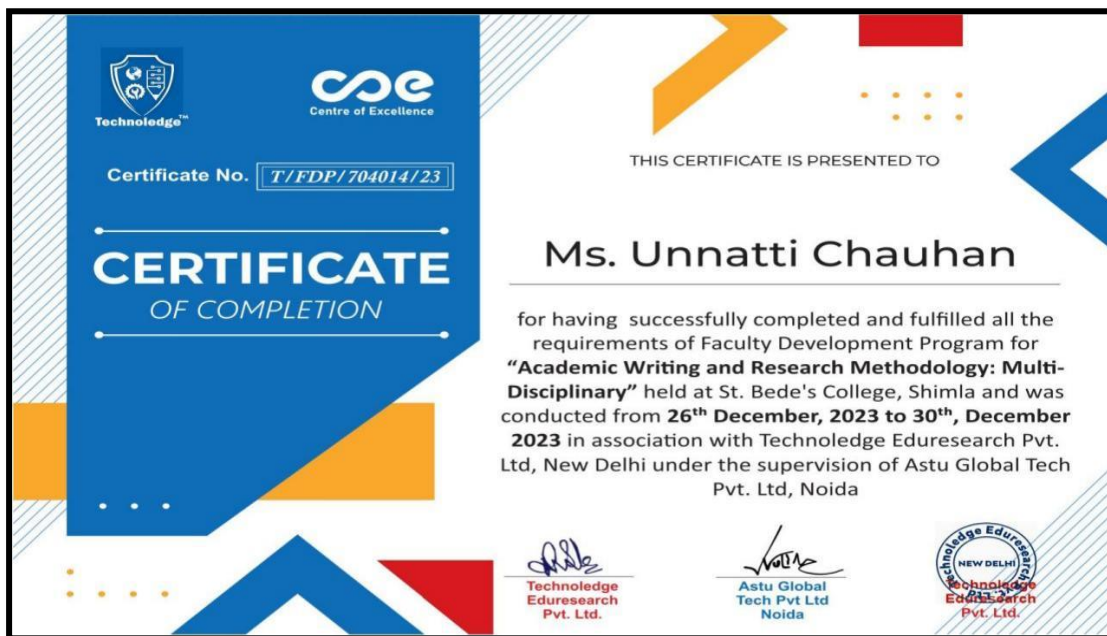 Technoledge™
coe
Centre of Excellence
Certificate No. T/FDP/704014/23
CERTIFICATE
OF COMPLETION
THIS CERTIFICATE IS PRESENTED TO
Ms. Unnatti Chauhan
for having successfully completed and fulfilled all the
requirements of Faculty Development Program for
“Academic Writing and Research Methodology: Multi-
Disciplinary” held at St. Bede's College, Shimla and was
conducted from 26th December, 2023 to 30th, December
2023 in association with Technoledge Eduresearch Pvt.
Ltd, New Delhi under the supervision of Astu Global Tech
Pvt. Ltd, Noida
Technoledge
Eduresearch
Pvt. Ltd.
Astu Global
Tech Pvt Ltd
Noida
Technoledge Eduresearch Pvt. Ltd
NEW DELHI
Technoledge
Eduresearch
Pvt. Ltd.